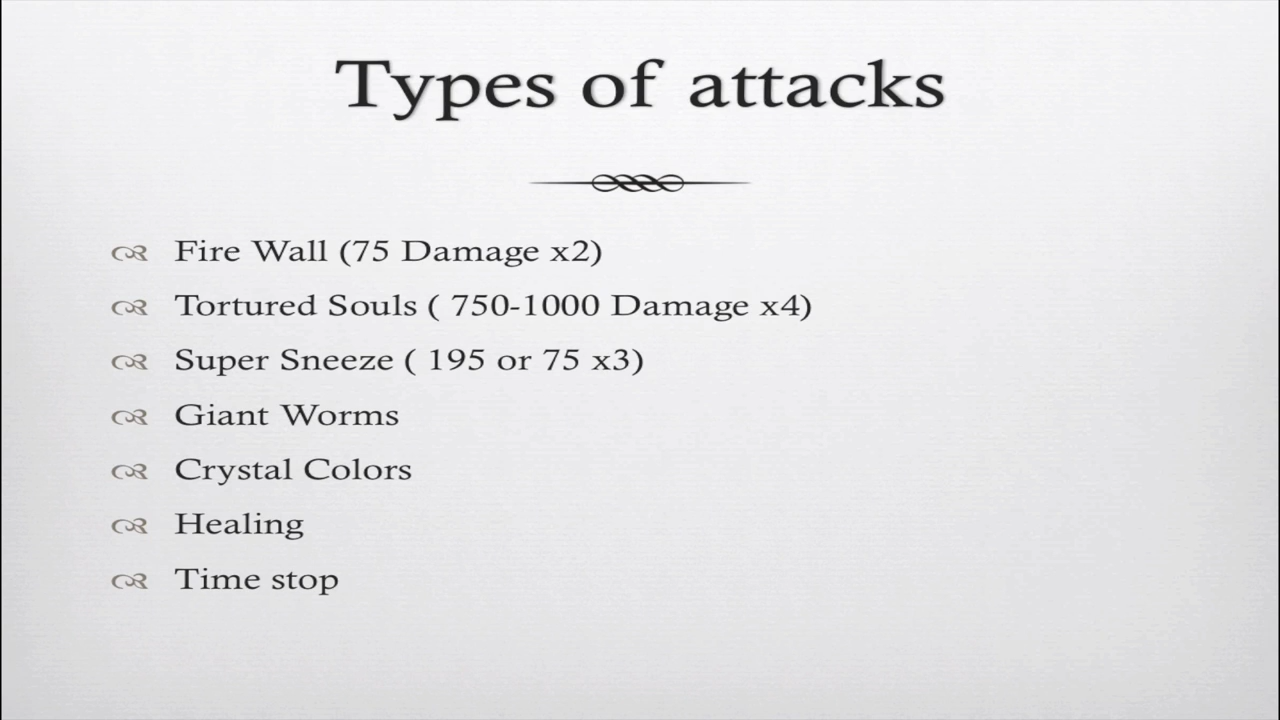 Types of attacks
Fire Wall (75 Damage x2)
Tortured Souls ( 750-1000 Damage x4)
Super Sneeze ( 195 or 75 x3)
Giant Worms
Crystal Colors
Healing
Time stop